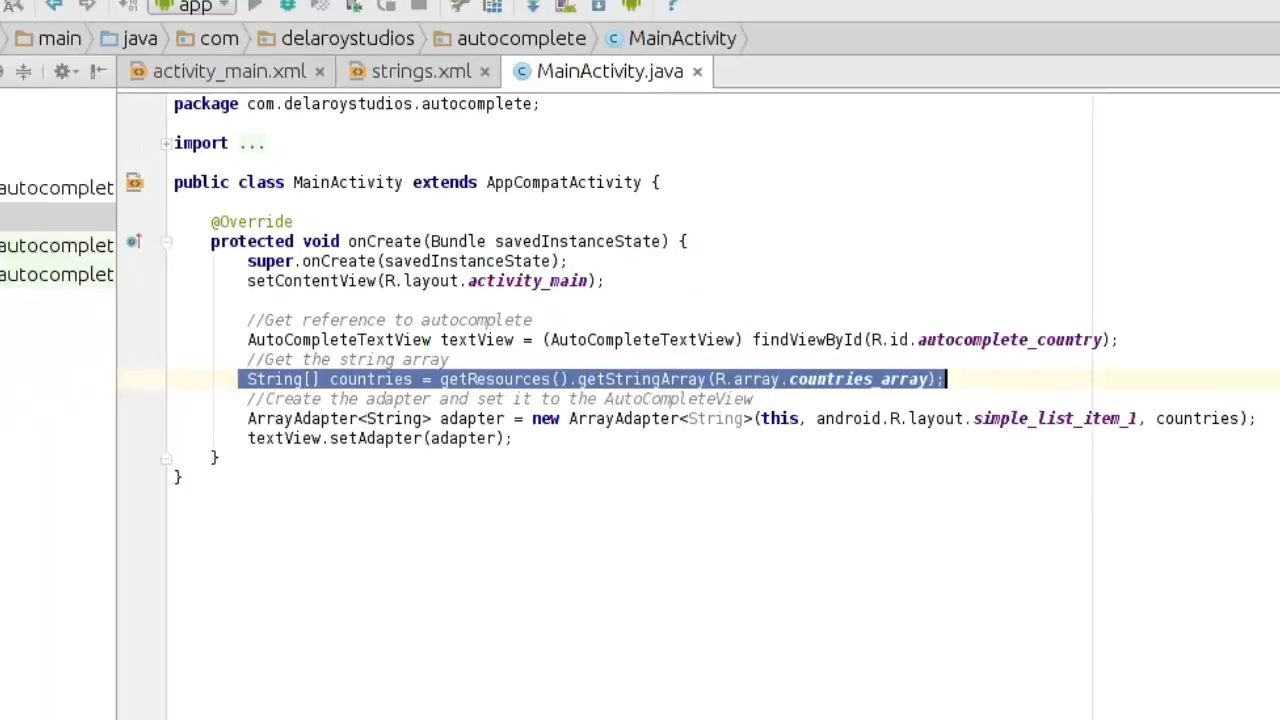 app
main java com delaroystudios autocomplete MainActivity
activity_main.xml strings.xml MainActivity.java
package com.delaroystudios.autocomplete;
import ...
autocomplet
public class MainActivity extends AppCompatActivity {
@Override
autocomplet
protected void onCreate(Bundle savedInstanceState) {
super.onCreate(savedInstanceState);
autocomplet
setContentView(R.layout.activity_main);
//Get reference to autocomplete
AutoCompleteTextView textView = (AutoCompleteTextView) findViewById(R.id.autocomplete_country);
//Get the string array
String[] countries = getResources().getStringArray(R.array.countries_array);
//Create the adapter and set it to the AutoCompleteView
ArrayAdapter<String> adapter = new ArrayAdapter<String>(this, android.R.layout.simple_list_item_1, countries);
textView.setAdapter(adapter);
}
}